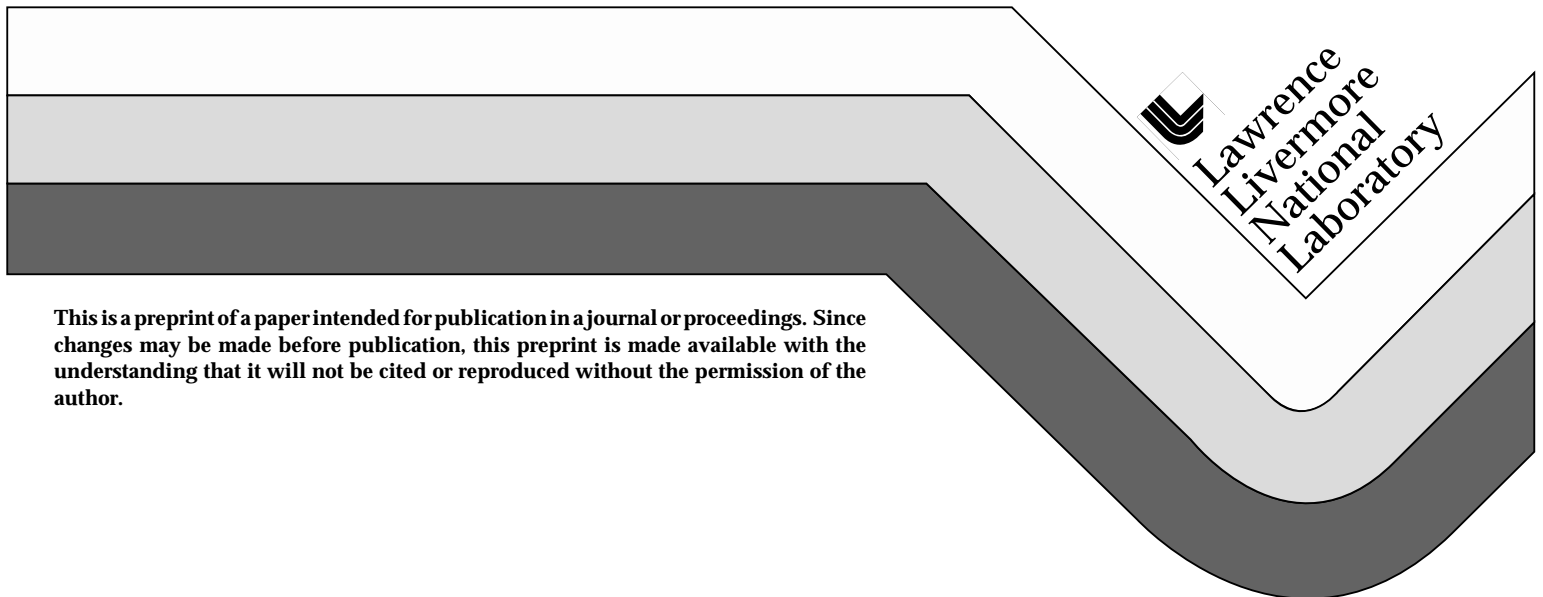 Lawrence
Livermore
National
Laboratory
This is a preprint of a paper intended for publication in a journal or proceedings. Since
changes may be made before publication, this preprint is made available with the
understanding that it will not be cited or reproduced without the permission of the
author.